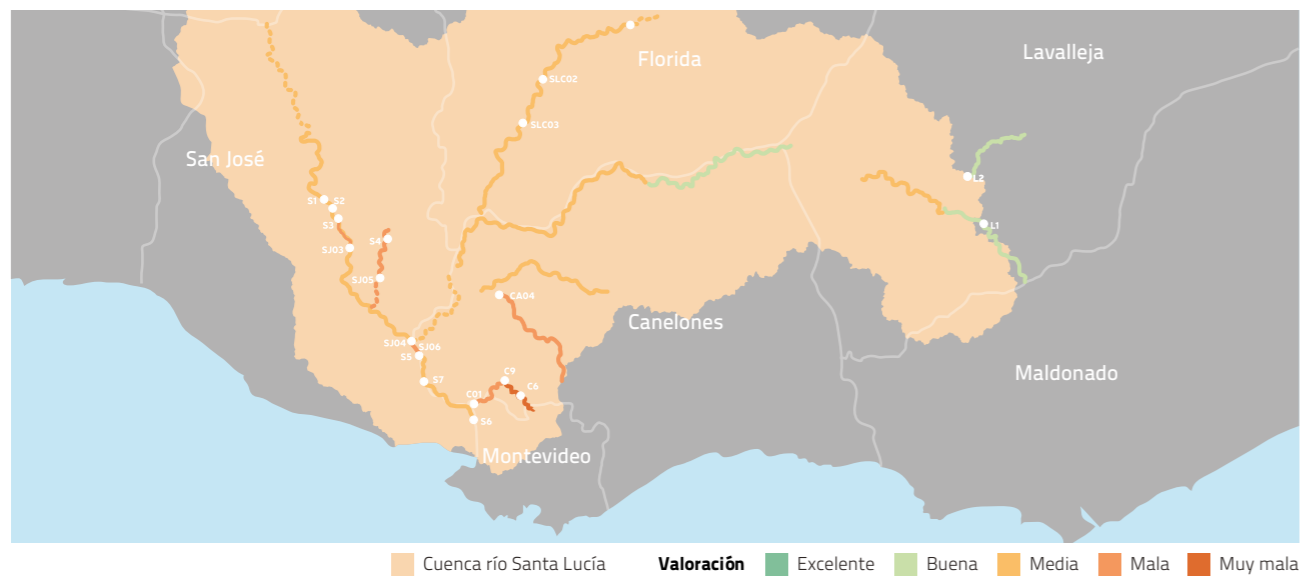 Florida
Lavalleja
SLC02
SLC03
San José
L2
S1
S2
S3
L1
S4
SJ03
SJ05
CA04
Canelones
SJ04
SJ06
S5
Maldonado
C9
S7
C6
C01
S6
Montevideo
Cuenca río Santa Lucía Valoración Excelente Buena Media Mala Muy mala